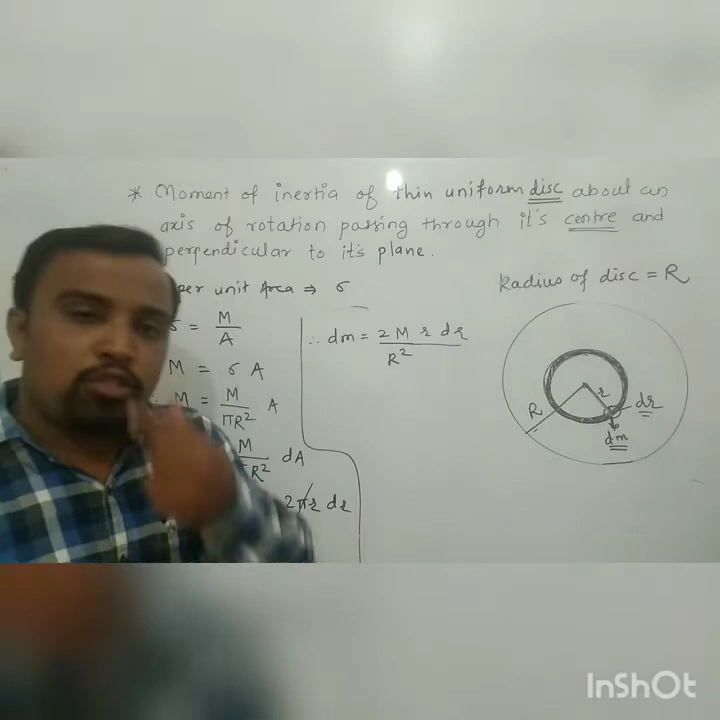 * Moment of inertia of thin uniform disc about an
axis of rotation passing through it's centre and
perpendicular to it's plane.
per unit Area ⇒ σ
= M/A
M = σ A
M = M/πR² A
M/R² dA
2πr dr
∴ dm = 2 M r dr / R²
Radius of disc = R
R
r
dr
dm
InShOt